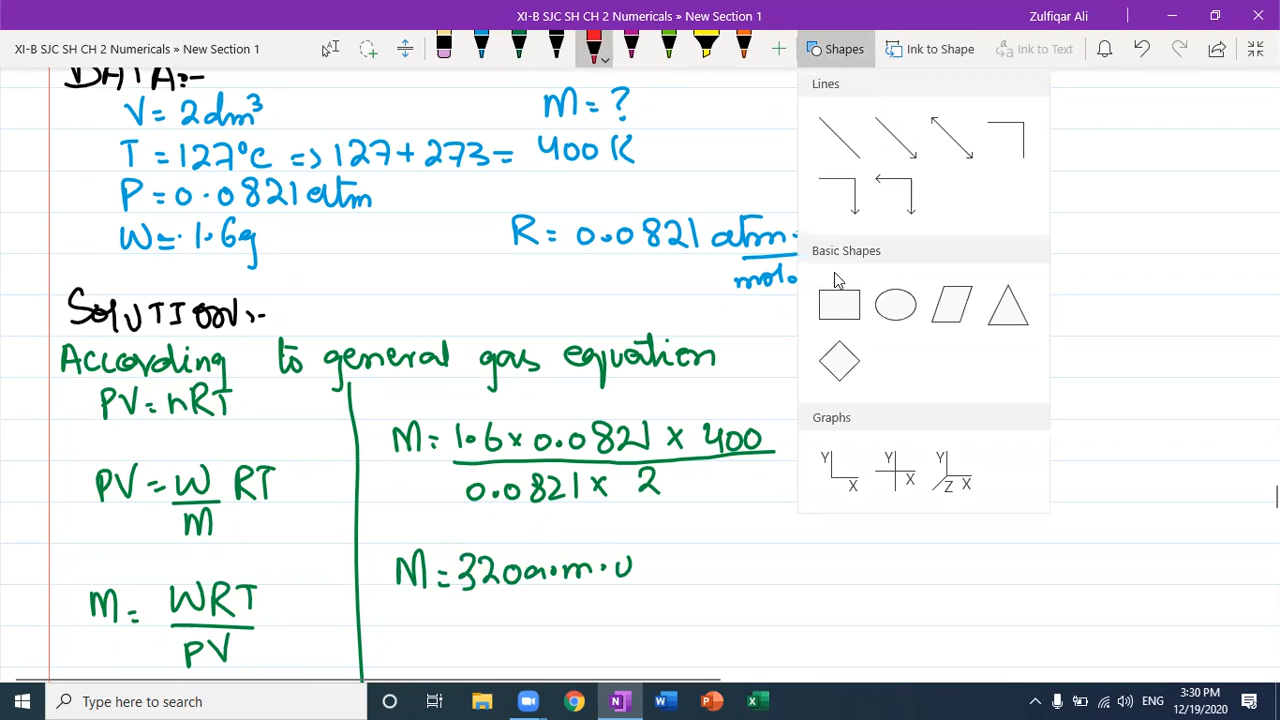 XI-B SJC SH CH 2 Numericals » New Section 1
Zulfiqar Ali
XI-B SJC SH CH 2 Numericals » New Section 1
Shapes
Ink to Shape
Ink to Text
Lines
Basic Shapes
Graphs
Y X
Y X
Y Z X
DATA:-
V = 2dm³
M = ?
T = 127°C => 127+273= 400 K
P = 0.0821 atm
W = 1.6g
R = 0.0821 atm.
SOLUTION:-
According to general gas equation
PV = nRT
PV = W RT
M
M = WRT
PV
M = 1.6 x 0.0821 x 400
0.0821 x 2
M = 320 a.m.u
Type here to search
ENG
3:30 PM
12/19/2020